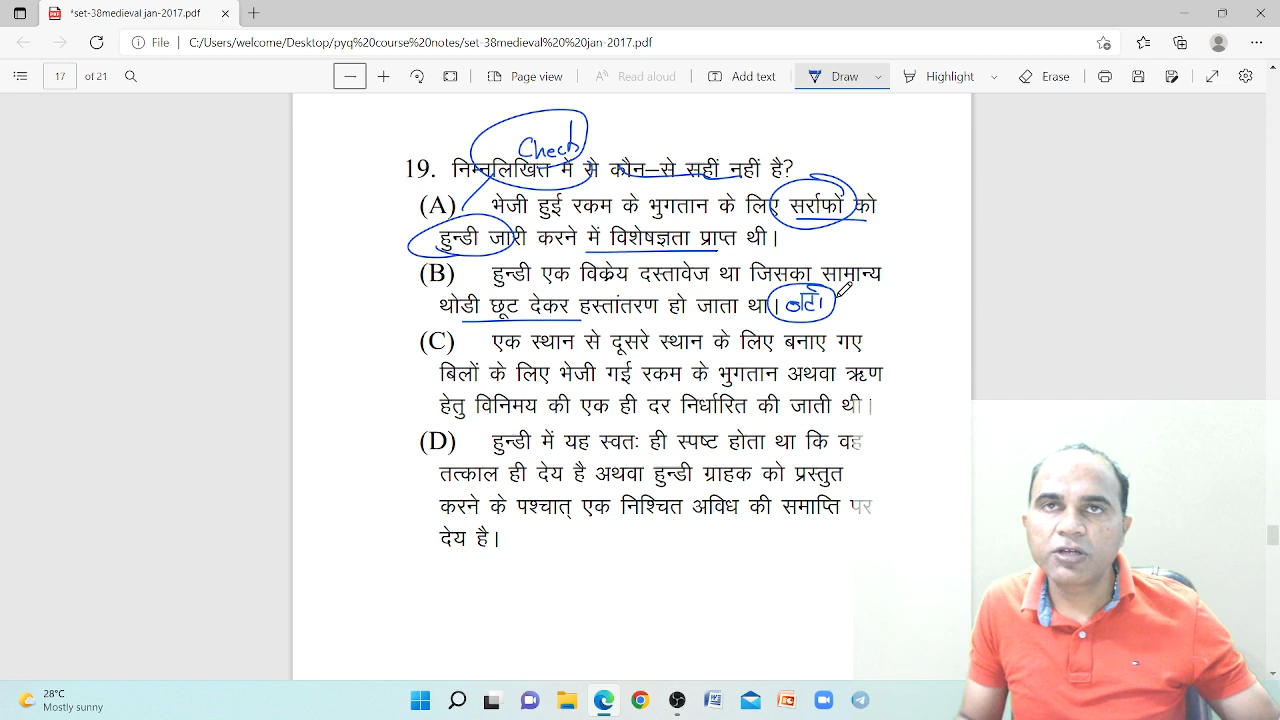 *set-38medieval jan-2017.pdf
File C:/Users/welcome/Desktop/pyq%20course%20notes/set-38medieval%20%20jan-2017.pdf
17 of 21 Page view Read aloud Add text Draw Highlight Erase
Check
19. निम्नलिखित्त में से कौन–से सहीं नहीं है?
(A) भेजी हुई रकम के भुगतान के लिए सर्राफों को
हुन्डी जारी करने में विशेषज्ञता प्राप्त थी।
(B) हुन्डी एक विक्रेय दस्तावेज था जिसका सामान्य
थोडी छूट देकर हस्तांतरण हो जाता था।
(C) एक स्थान से दूसरे स्थान के लिए बनाए गए
बिलों के लिए भेजी गई रकम के भुगतान अथवा ऋण
हेतु विनिमय की एक ही दर निर्धारित की जाती थी।
(D) हुन्डी में यह स्वतः ही स्पष्ट होता था कि वह
तत्काल ही देय है अथवा हुन्डी ग्राहक को प्रस्तुत
करने के पश्चात् एक निश्चित अविध की समाप्ति पर
देय है।
28°C
Mostly sunny